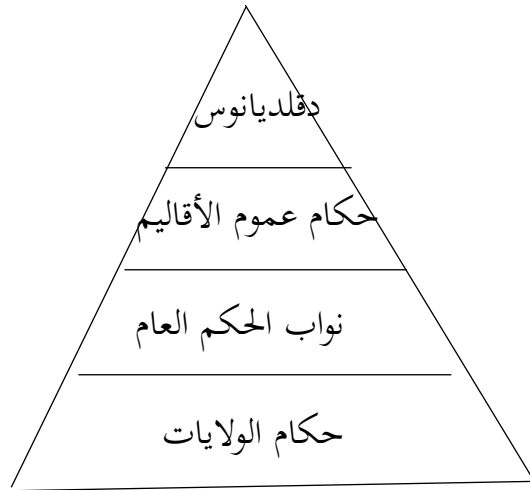 دقلديانوس
حكام عموم الأقاليم
نواب الحكم العام
حكام الولايات